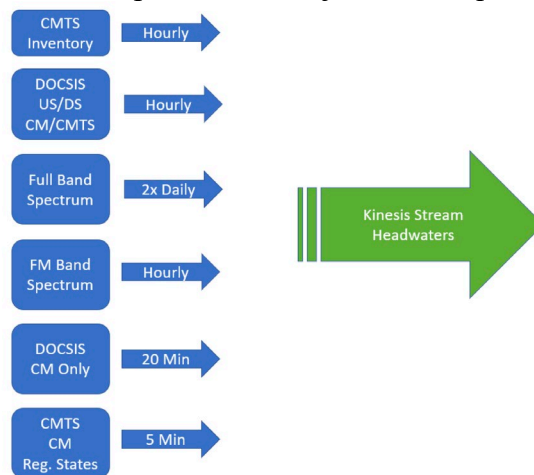 CMTS
Inventory
Hourly
DOCSIS
US/DS
CM/CMTS
Hourly
Full Band
Spectrum
2x Daily
Kinesis Stream
Headwaters
FM Band
Spectrum
Hourly
DOCSIS
CM Only
20 Min
CMTS
CM
Reg. States
5 Min